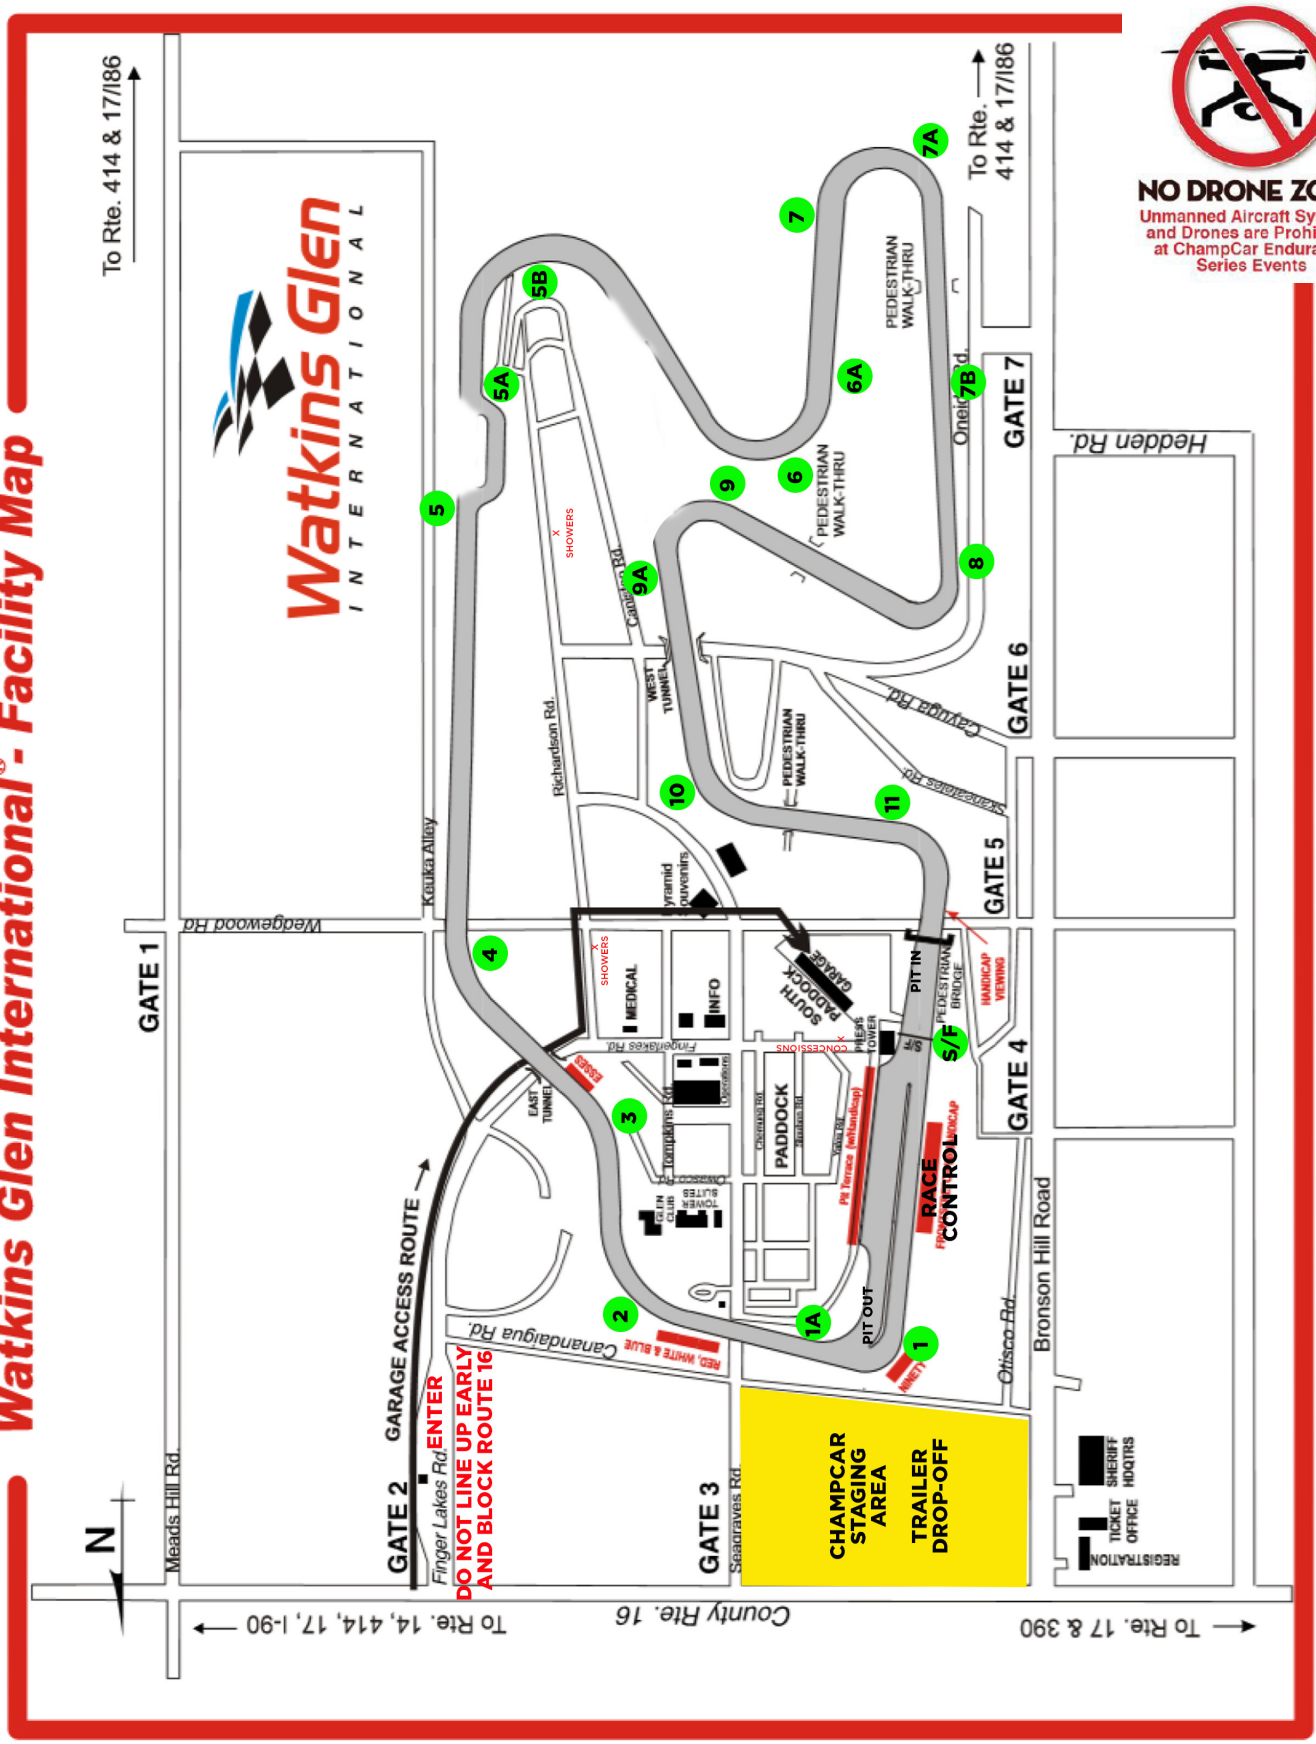 Watkins Glen International® - Facility Map
NO DRONE ZO
Unmanned Aircraft Sy
and Drones are Prohi
at ChampCar Endura
Series Events
To Rte. 414 & 17/I86
To Rte.
414 & 17/I86
Watkins Glen
INTERNATIONAL
N
Meads Hill Rd.
GATE 1
Wedgewood Rd
Keuka Alley
GARAGE ACCESS ROUTE
GATE 2
Finger Lakes Rd.
ENTER
DO NOT LINE UP EARLY
AND BLOCK ROUTE 16
Canandaigua Rd.
RED, WHITE & BLUE
GATE 3
Seagraves Rd.
CHAMPCAR
STAGING
AREA
TRAILER
DROP-OFF
County Rte. 16
To Rte. 14, 414, 17, I-90
To Rte. 17 & 390
REGISTRATION
TICKET
OFFICE
SHERIFF
HDQTRS
Bronson Hill Road
Otisco Rd.
NINETY
1
1A
2
3
4
5
5A
5B
6
6A
7
7A
7B
8
9
9A
10
11
S/F
S/F
PIT OUT
PIT IN
RACE
CONTROL
Pit Terrace (w/Handicap)
PADDOCK
Chemung Rd.
Steuben Rd.
Yates Rd.
GLEN
CLUB
TOWER
SUITES
Owasco Rd
Tompkins Rd.
Operations
Fingerlakes Rd.
EAST
TUNNEL
ESSES
MEDICAL
INFO
X
SHOWERS
X
SHOWERS
X
CONCESSIONS
PRESS
TOWER
SOUTH
PADDOCK
GARAGE
PEDESTRIAN
BRIDGE
HANDICAP
VIEWING
GATE 4
GATE 5
GATE 6
GATE 7
Richardson Rd.
WEST
TUNNEL
PEDESTRIAN
WALK-THRU
PEDESTRIAN
WALK-THRU
PEDESTRIAN
WALK-THRU
Skaneateles Rd
Cayuga Rd.
Hedden Rd.